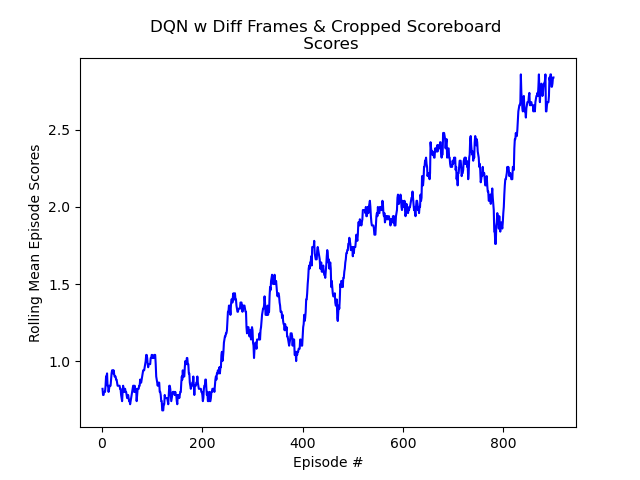 DQN w Diff Frames & Cropped Scoreboard
Scores
Rolling Mean Episode Scores
2.5
2.0
1.5
1.0
0
200
400
600
800
Episode #